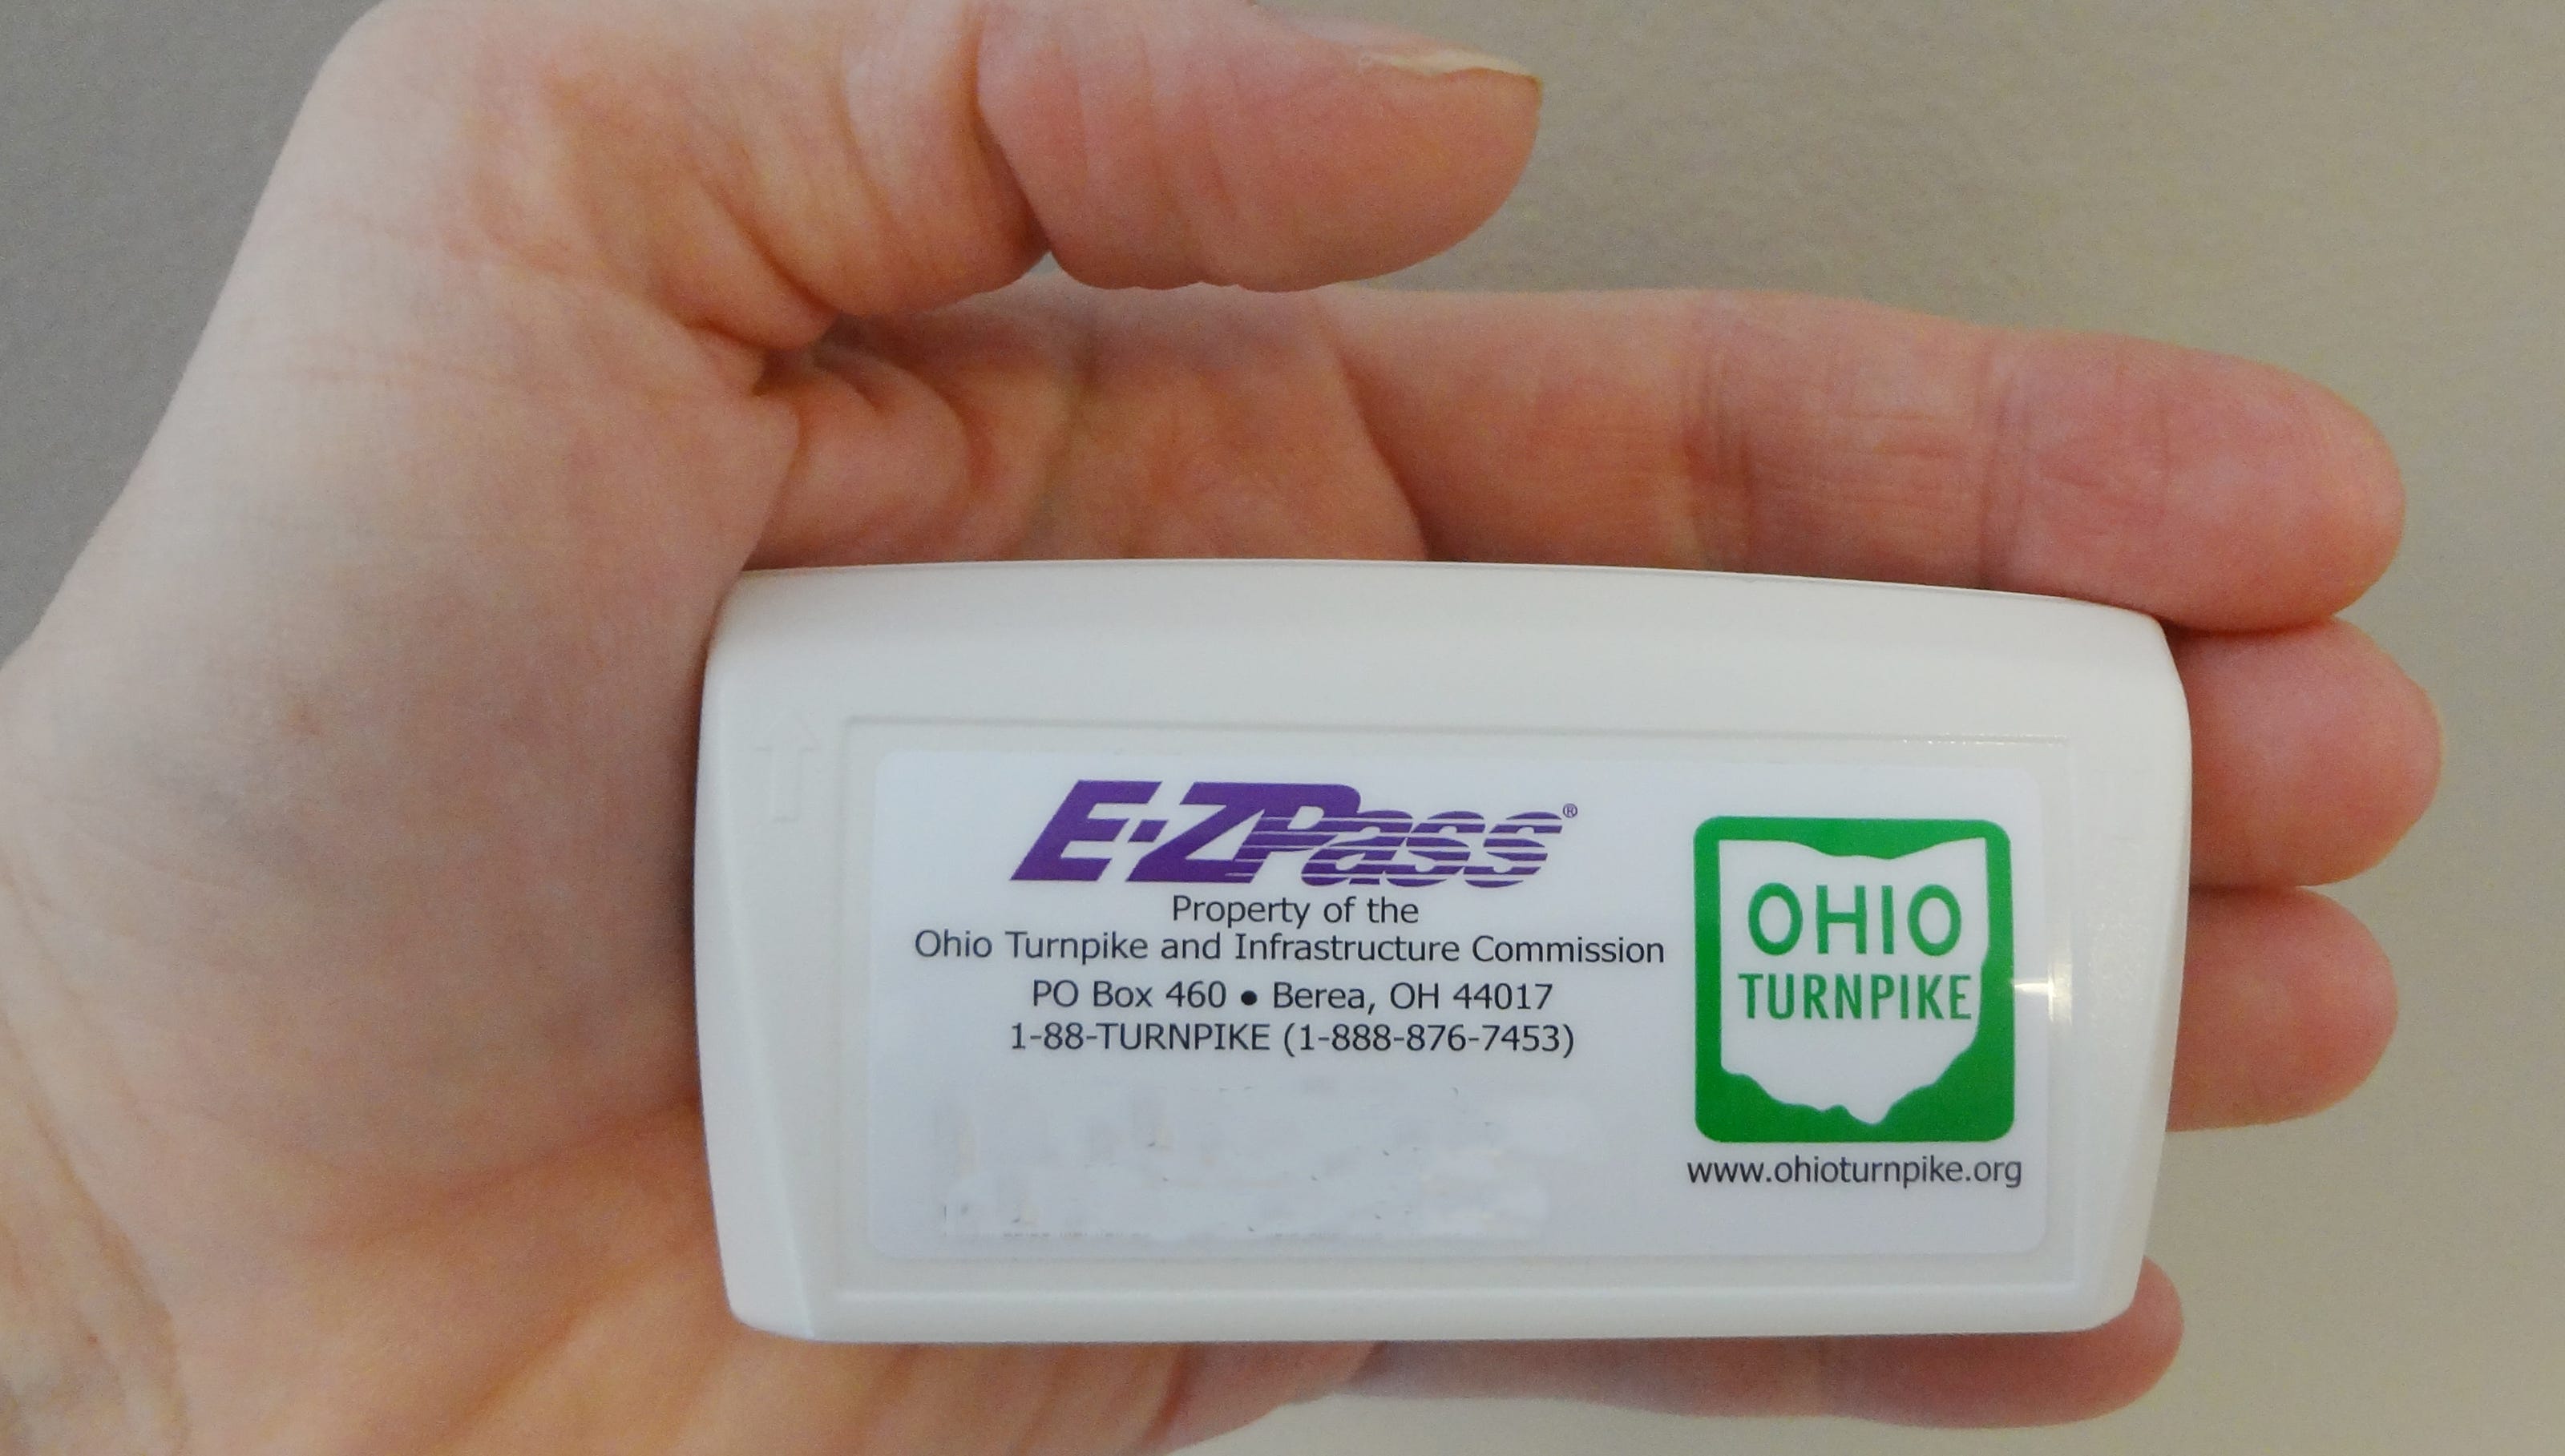 E-ZPass®
Property of the
Ohio Turnpike and Infrastructure Commission
PO Box 460 • Berea, OH 44017
1-88-TURNPIKE (1-888-876-7453)
OHIO
TURNPIKE
www.ohioturnpike.org